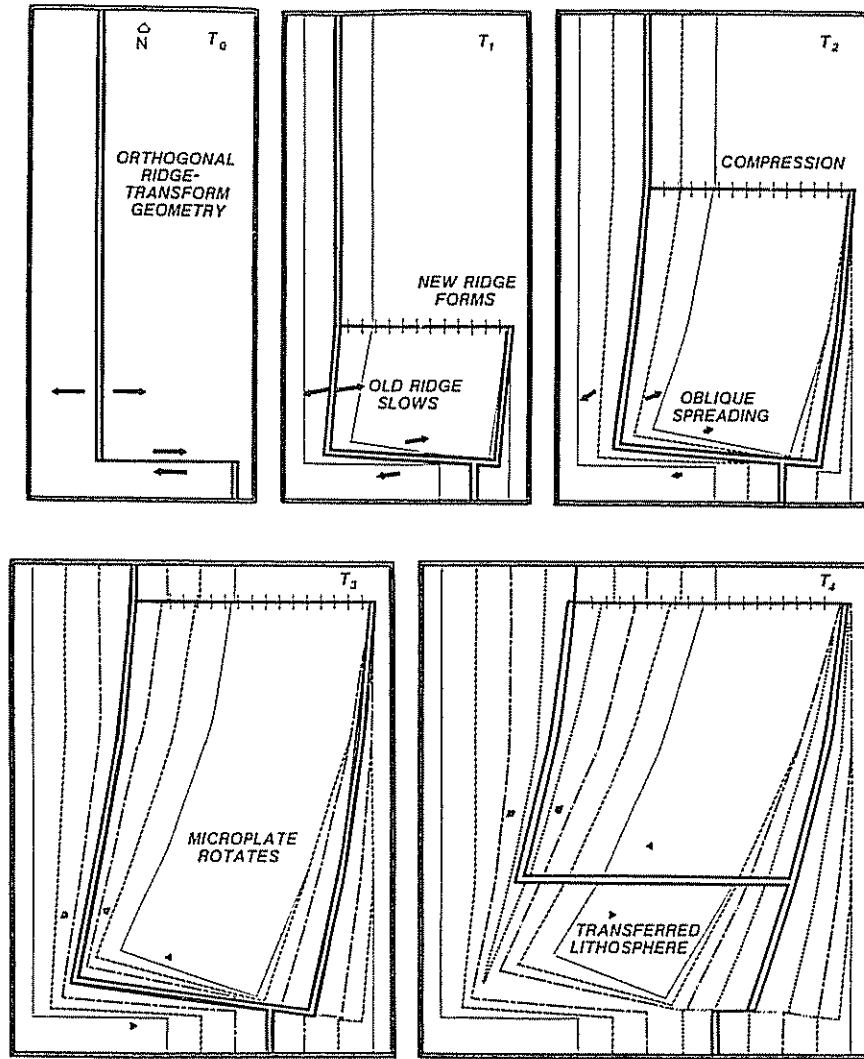 N
T0
ORTHOGONAL
RIDGE-
TRANSFORM
GEOMETRY
T1
NEW RIDGE
FORMS
OLD RIDGE
SLOWS
T2
COMPRESSION
OBLIQUE
SPREADING
T3
MICROPLATE
ROTATES
T4
TRANSFERRED
LITHOSPHERE